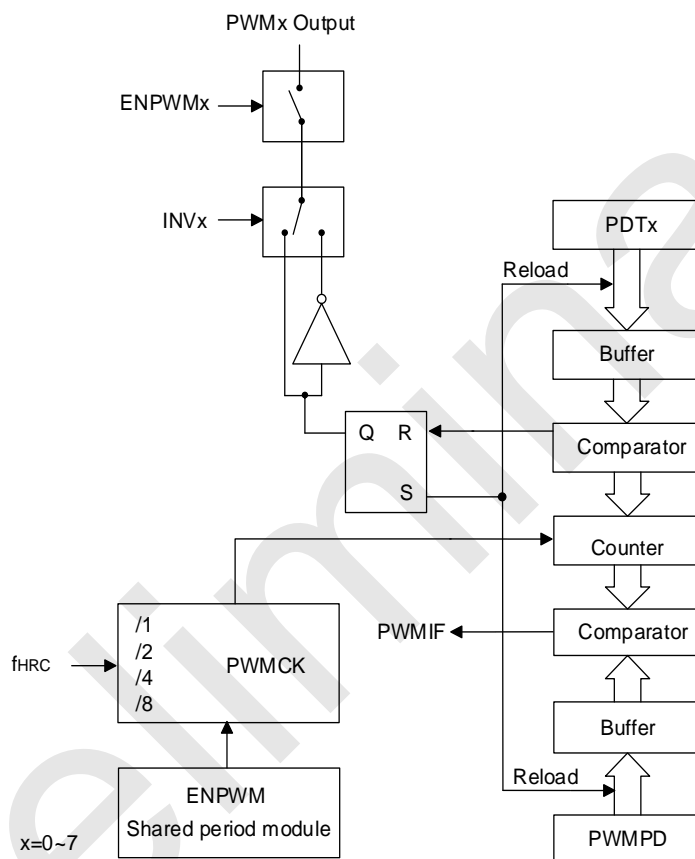 PWMx Output
ENPWMx
INVx
PDTx
Reload
Buffer
Q R
S
Comparator
Counter
/1
/2
/4
/8
PWMCK
fHRC
PWMIF
Comparator
Buffer
Reload
ENPWM
Shared period module
PWMPD
x=0~7
elimina